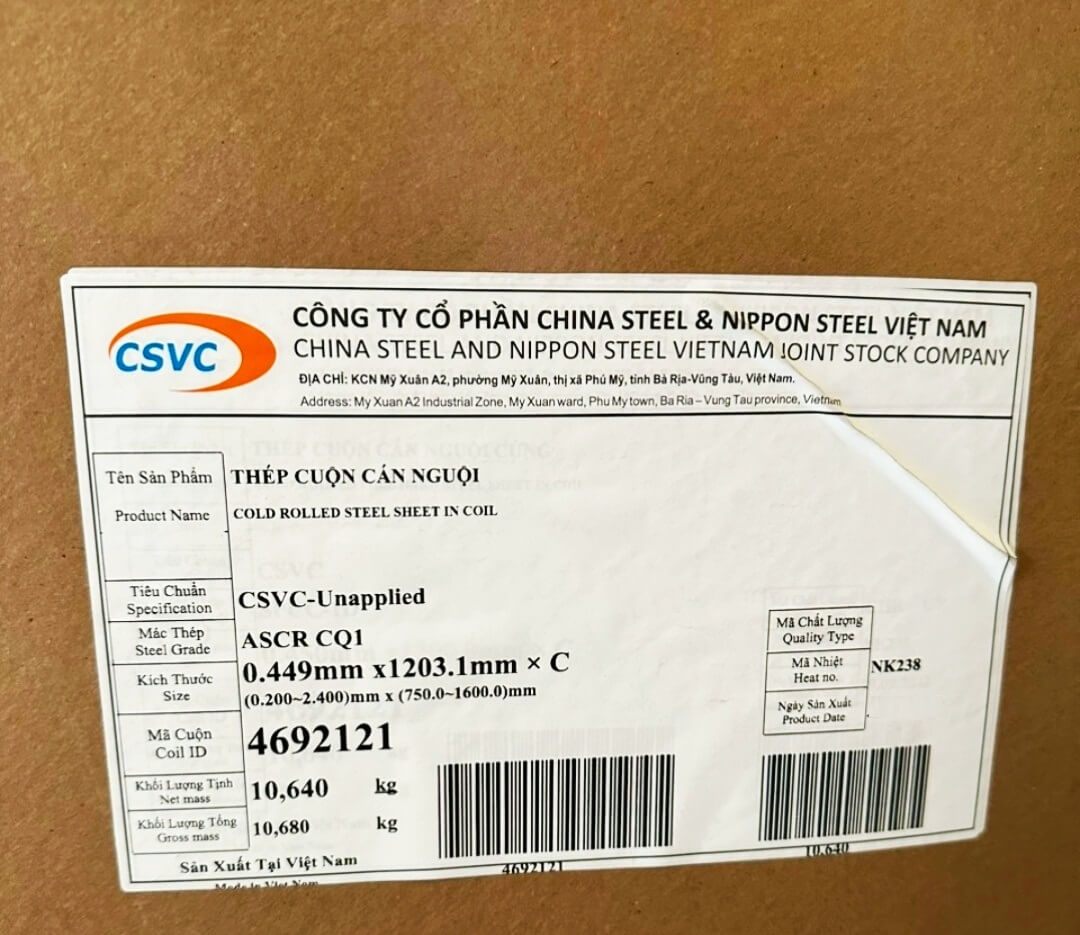 CSVC
CÔNG TY CỔ PHẦN CHINA STEEL & NIPPON STEEL VIỆT NAM
CHINA STEEL AND NIPPON STEEL VIETNAM JOINT STOCK COMPANY
ĐỊA CHỈ: KCN Mỹ Xuân A2, phường Mỹ Xuân, thị xã Phú Mỹ, tỉnh Bà Rịa-Vũng Tàu, Việt Nam.
Address: My Xuan A2 Industrial Zone, My Xuan ward, Phu My town, Ba Ria – Vung Tau province, Vietnam
Tên Sản Phẩm THÉP CUỘN CÁN NGUỘI
Product Name COLD ROLLED STEEL SHEET IN COIL
Tiêu Chuẩn
Specification CSVC-Unapplied
Mác Thép
Steel Grade ASCR CQ1
Kích Thước 0.449mm x1203.1mm × C
Size (0.200~2.400)mm x (750.0~1600.0)mm
Mã Chất Lượng
Quality Type
Mã Nhiệt
Heat no. NK238
Ngày Sản Xuất
Product Date
Mã Cuộn
Coil ID 4692121
Khối Lượng Tịnh
Net mass 10,640 kg
Khối Lượng Tổng
Gross mass 10,680 kg
4692121
10,640
Sản Xuất Tại Việt Nam
Made in Viet Nam